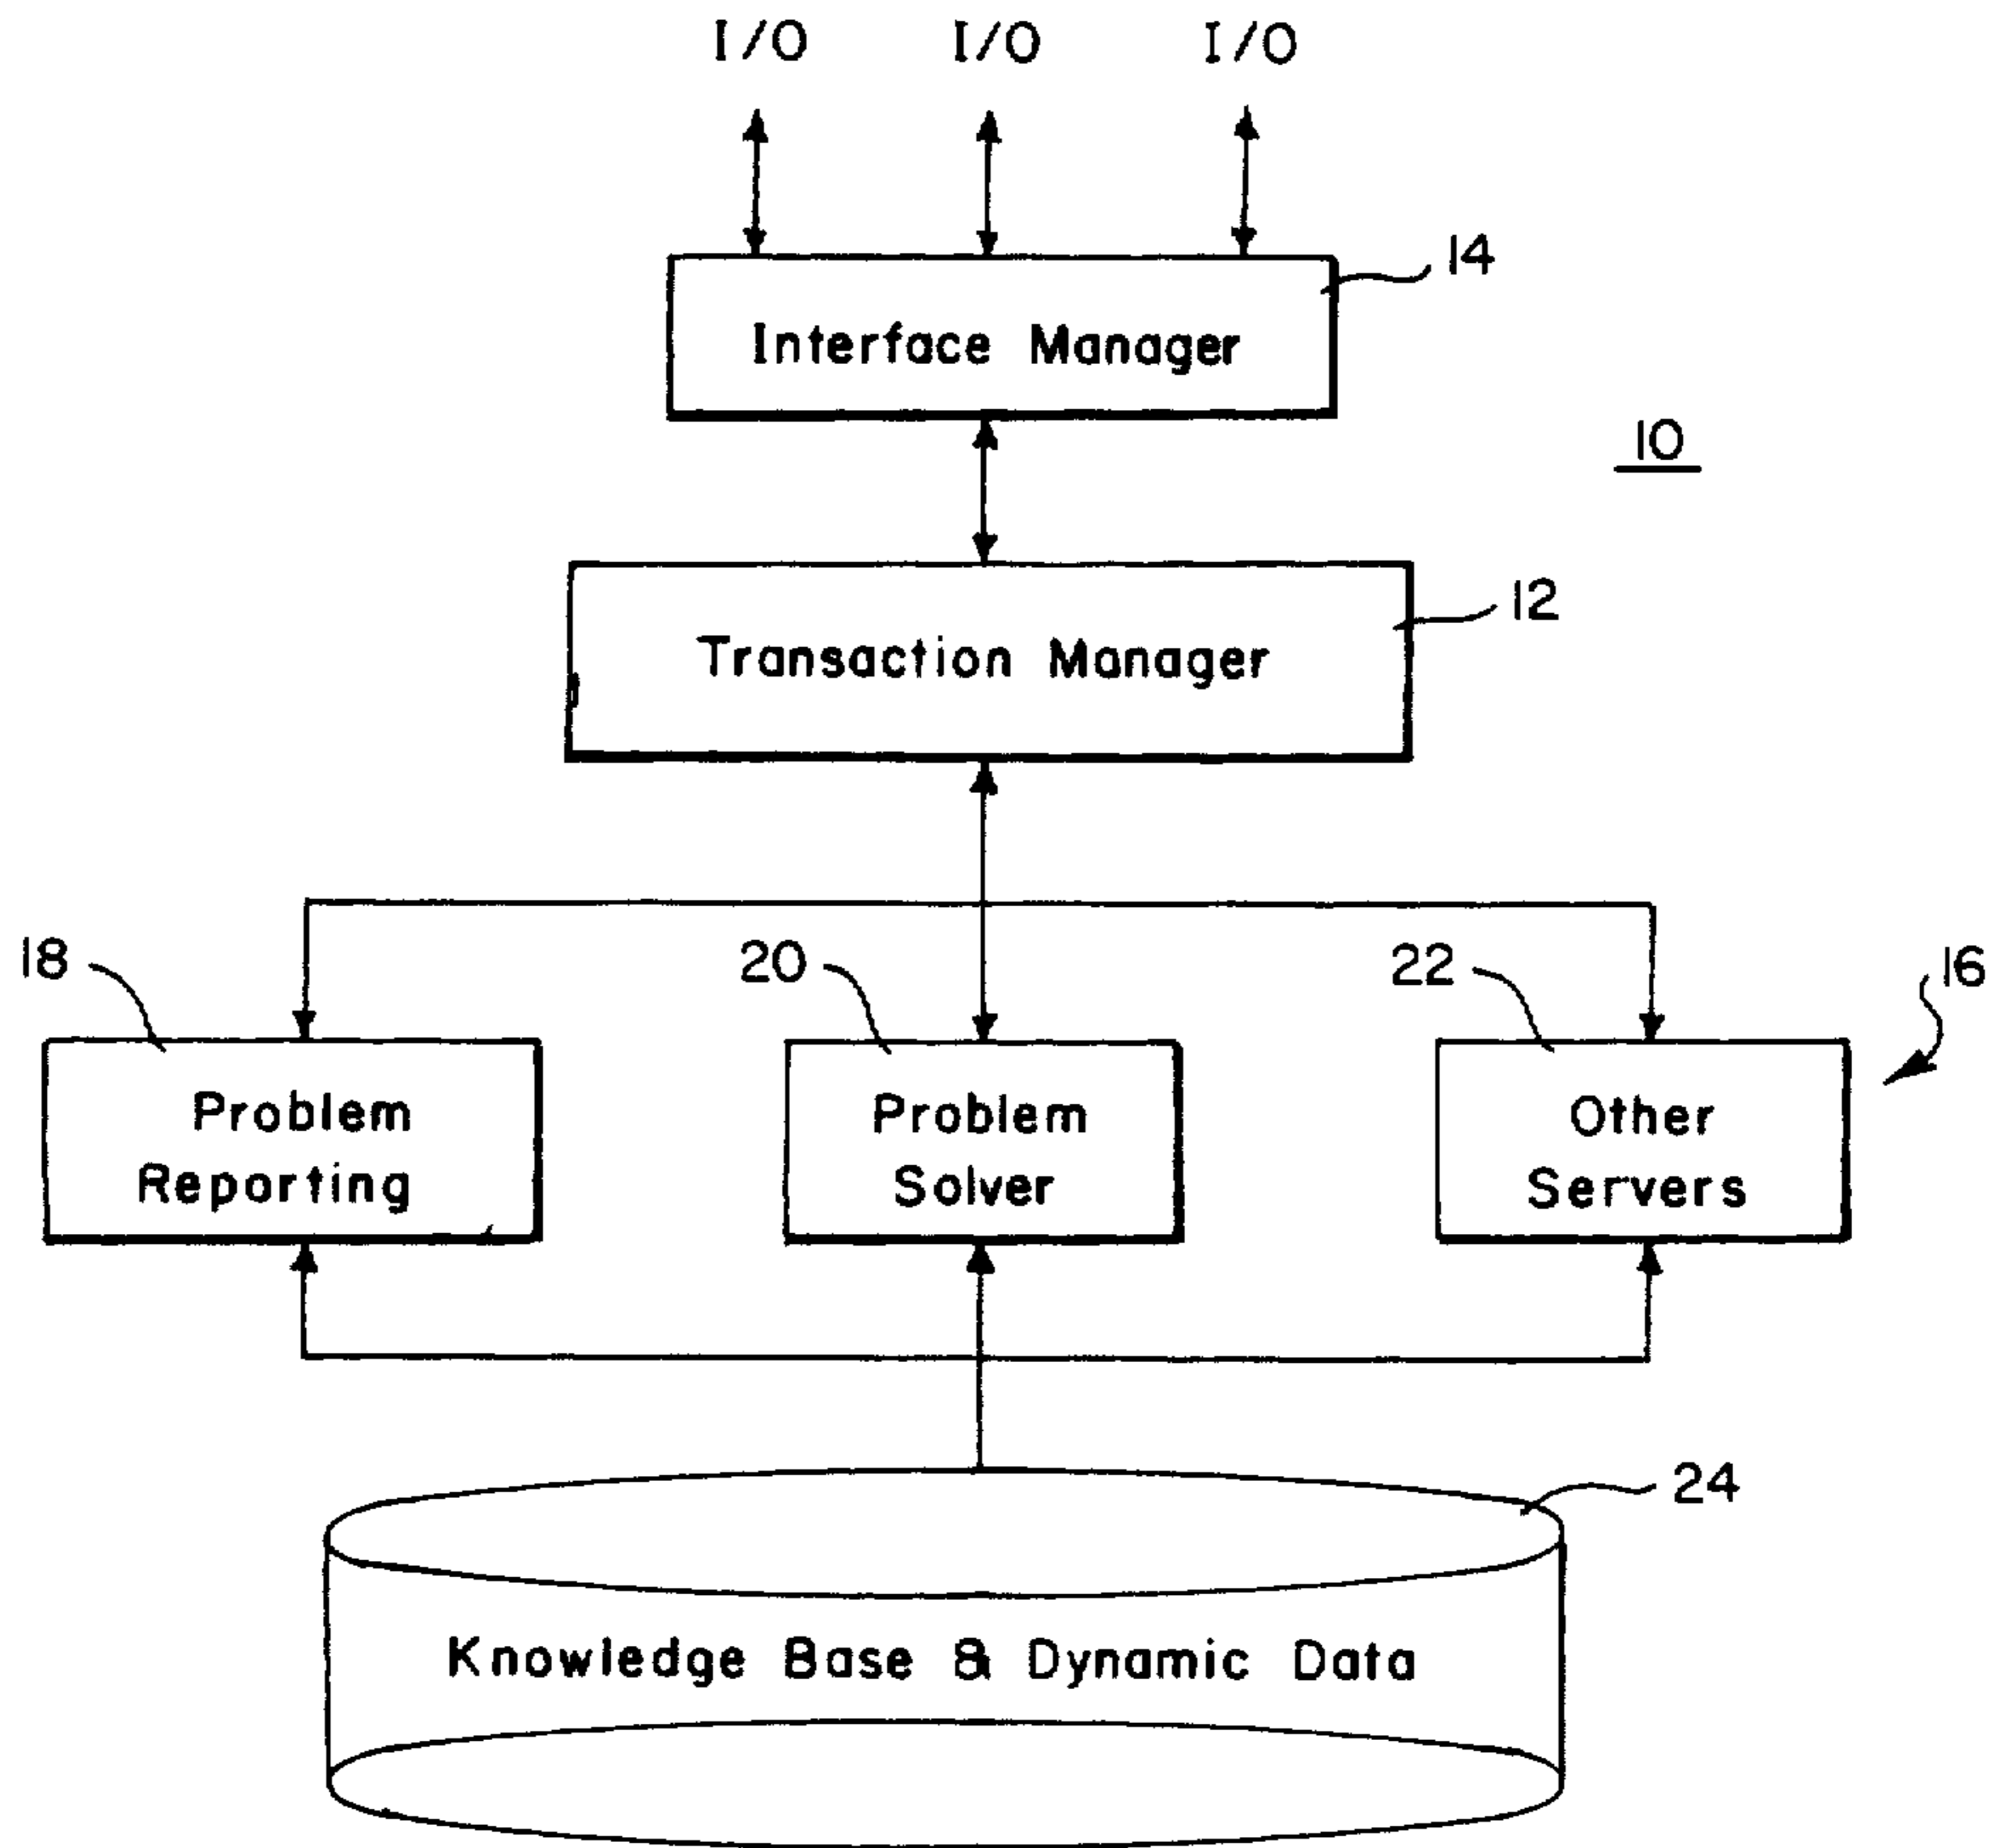 I/O I/O I/O
14
Interface Manager
10
12
Transaction Manager
18 20 22 16
Problem Reporting
Problem Solver
Other Servers
24
Knowledge Base & Dynamic Data